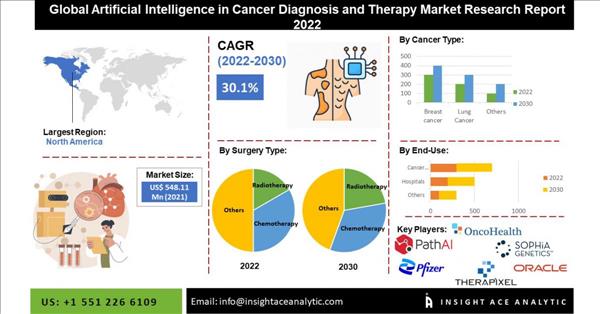 Global Artificial Intelligence in Cancer Diagnosis and Therapy Market Research Report
2022
Largest Region:
North America
CAGR
(2022-2030)
30.1%
By Cancer Type:
500
400
300
200
100
0
Breast
cancer
Lung
Cancer
Others
2022
2030
Market Size:
US$ 548.11
Mn (2021)
By Surgery Type:
Radiotherapy
Others
Chemotherapy
2022
Radiotherapy
Others
Chemotherapy
2030
By End-Use:
Cancer...
Hospitals
Others
0
500
1000
2022
2030
Key Players:
OncoHealth
PathAI
SOPHiA
GENETICS
Pfizer
ORACLE
THERAPIXEL
US: +1 551 226 6109
Email: info@insightaceanalytic.com
INSIGHT ACE ANALYTIC